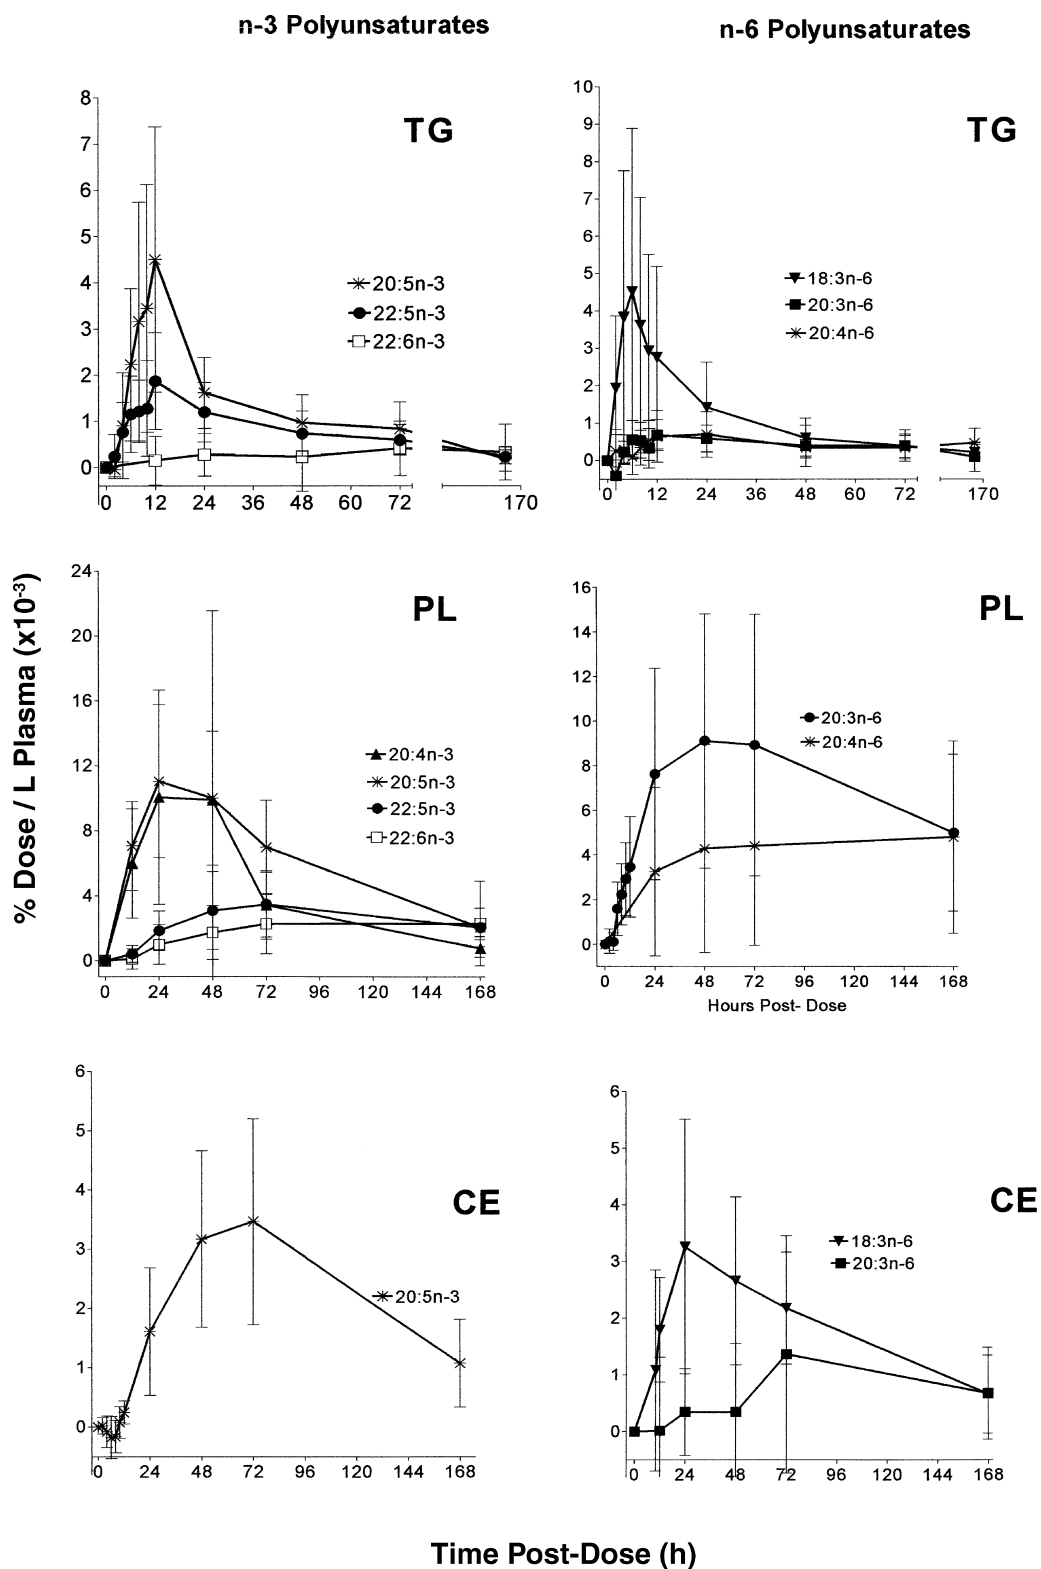 n-3 Polyunsaturates
n-6 Polyunsaturates
TG
8
7
6
5
4
3
2
1
0
20:5n-3
22:5n-3
22:6n-3
0 12 24 36 48 60 72 170
TG
10
9
8
7
6
5
4
3
2
1
0
18:3n-6
20:3n-6
20:4n-6
0 12 24 36 48 60 72 170
% Dose / L Plasma (x10-3)
PL
24
20
16
12
8
4
0
20:4n-3
20:5n-3
22:5n-3
22:6n-3
0 24 48 72 96 120 144 168
PL
16
14
12
10
8
6
4
2
0
20:3n-6
20:4n-6
0 24 48 72 96 120 144 168
Hours Post- Dose
CE
6
5
4
3
2
1
0
20:5n-3
0 24 48 72 96 120 144 168
CE
6
5
4
3
2
1
0
18:3n-6
20:3n-6
0 24 48 72 96 120 144 168
Time Post-Dose (h)